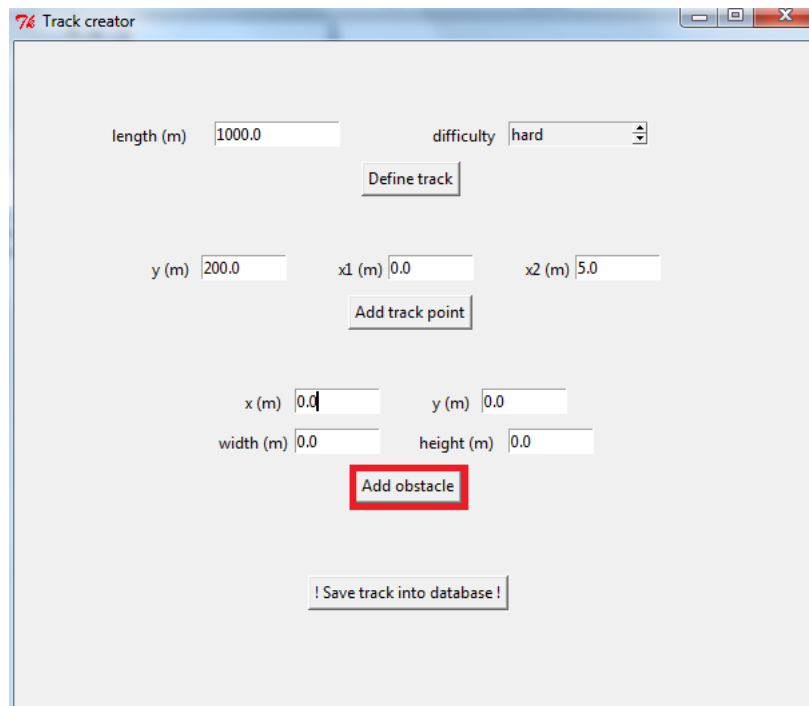 Track creator
length (m) 1000.0 difficulty hard
Define track
y (m) 200.0 x1 (m) 0.0 x2 (m) 5.0
Add track point
x (m) 0.0 y (m) 0.0
width (m) 0.0 height (m) 0.0
Add obstacle
! Save track into database !